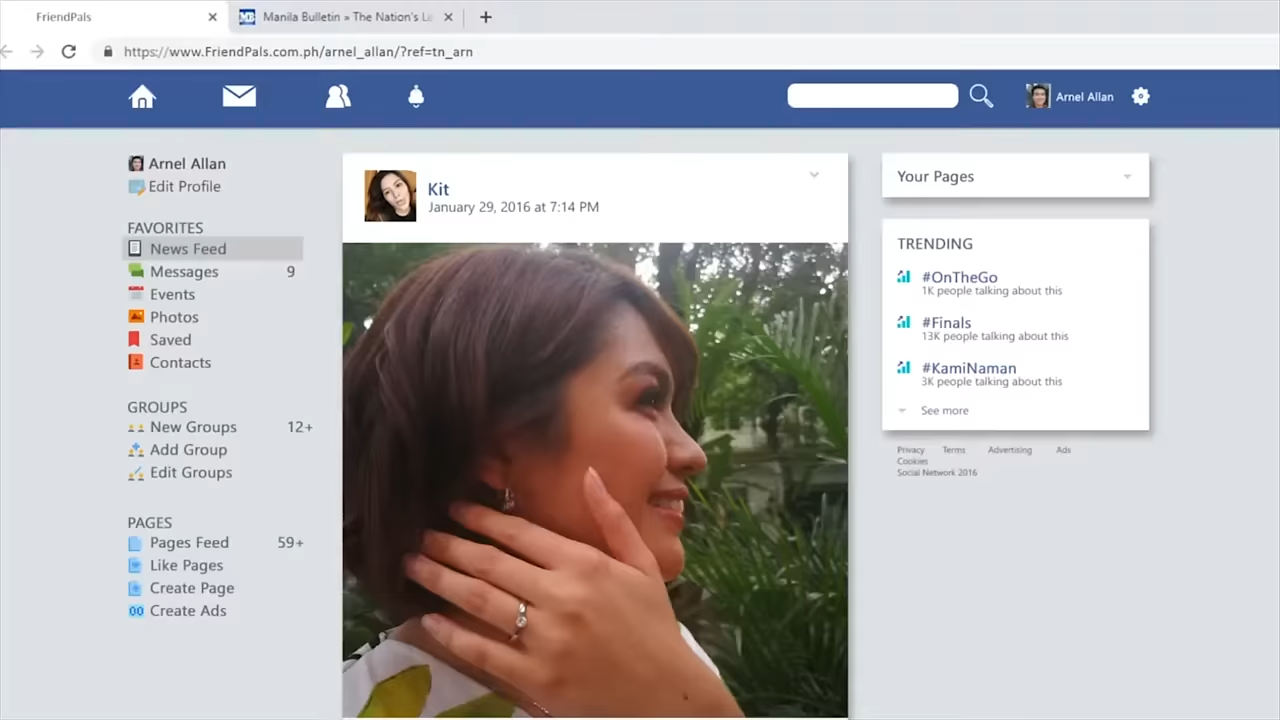 FriendPals
Manila Bulletin » The Nation's Le
https://www.FriendPals.com.ph/arnel_allan/?ref=tn_arn
Arnel Allan
Arnel Allan
Edit Profile
FAVORITES
News Feed
Messages 9
Events
Photos
Saved
Contacts
GROUPS
New Groups 12+
Add Group
Edit Groups
PAGES
Pages Feed 59+
Like Pages
Create Page
Create Ads
Kit
January 29, 2016 at 7:14 PM
Your Pages
TRENDING
#OnTheGo
1K people talking about this
#Finals
13K people talking about this
#KamiNaman
3K people talking about this
See more
Privacy Terms Advertising Ads
Cookies
Social Network 2016